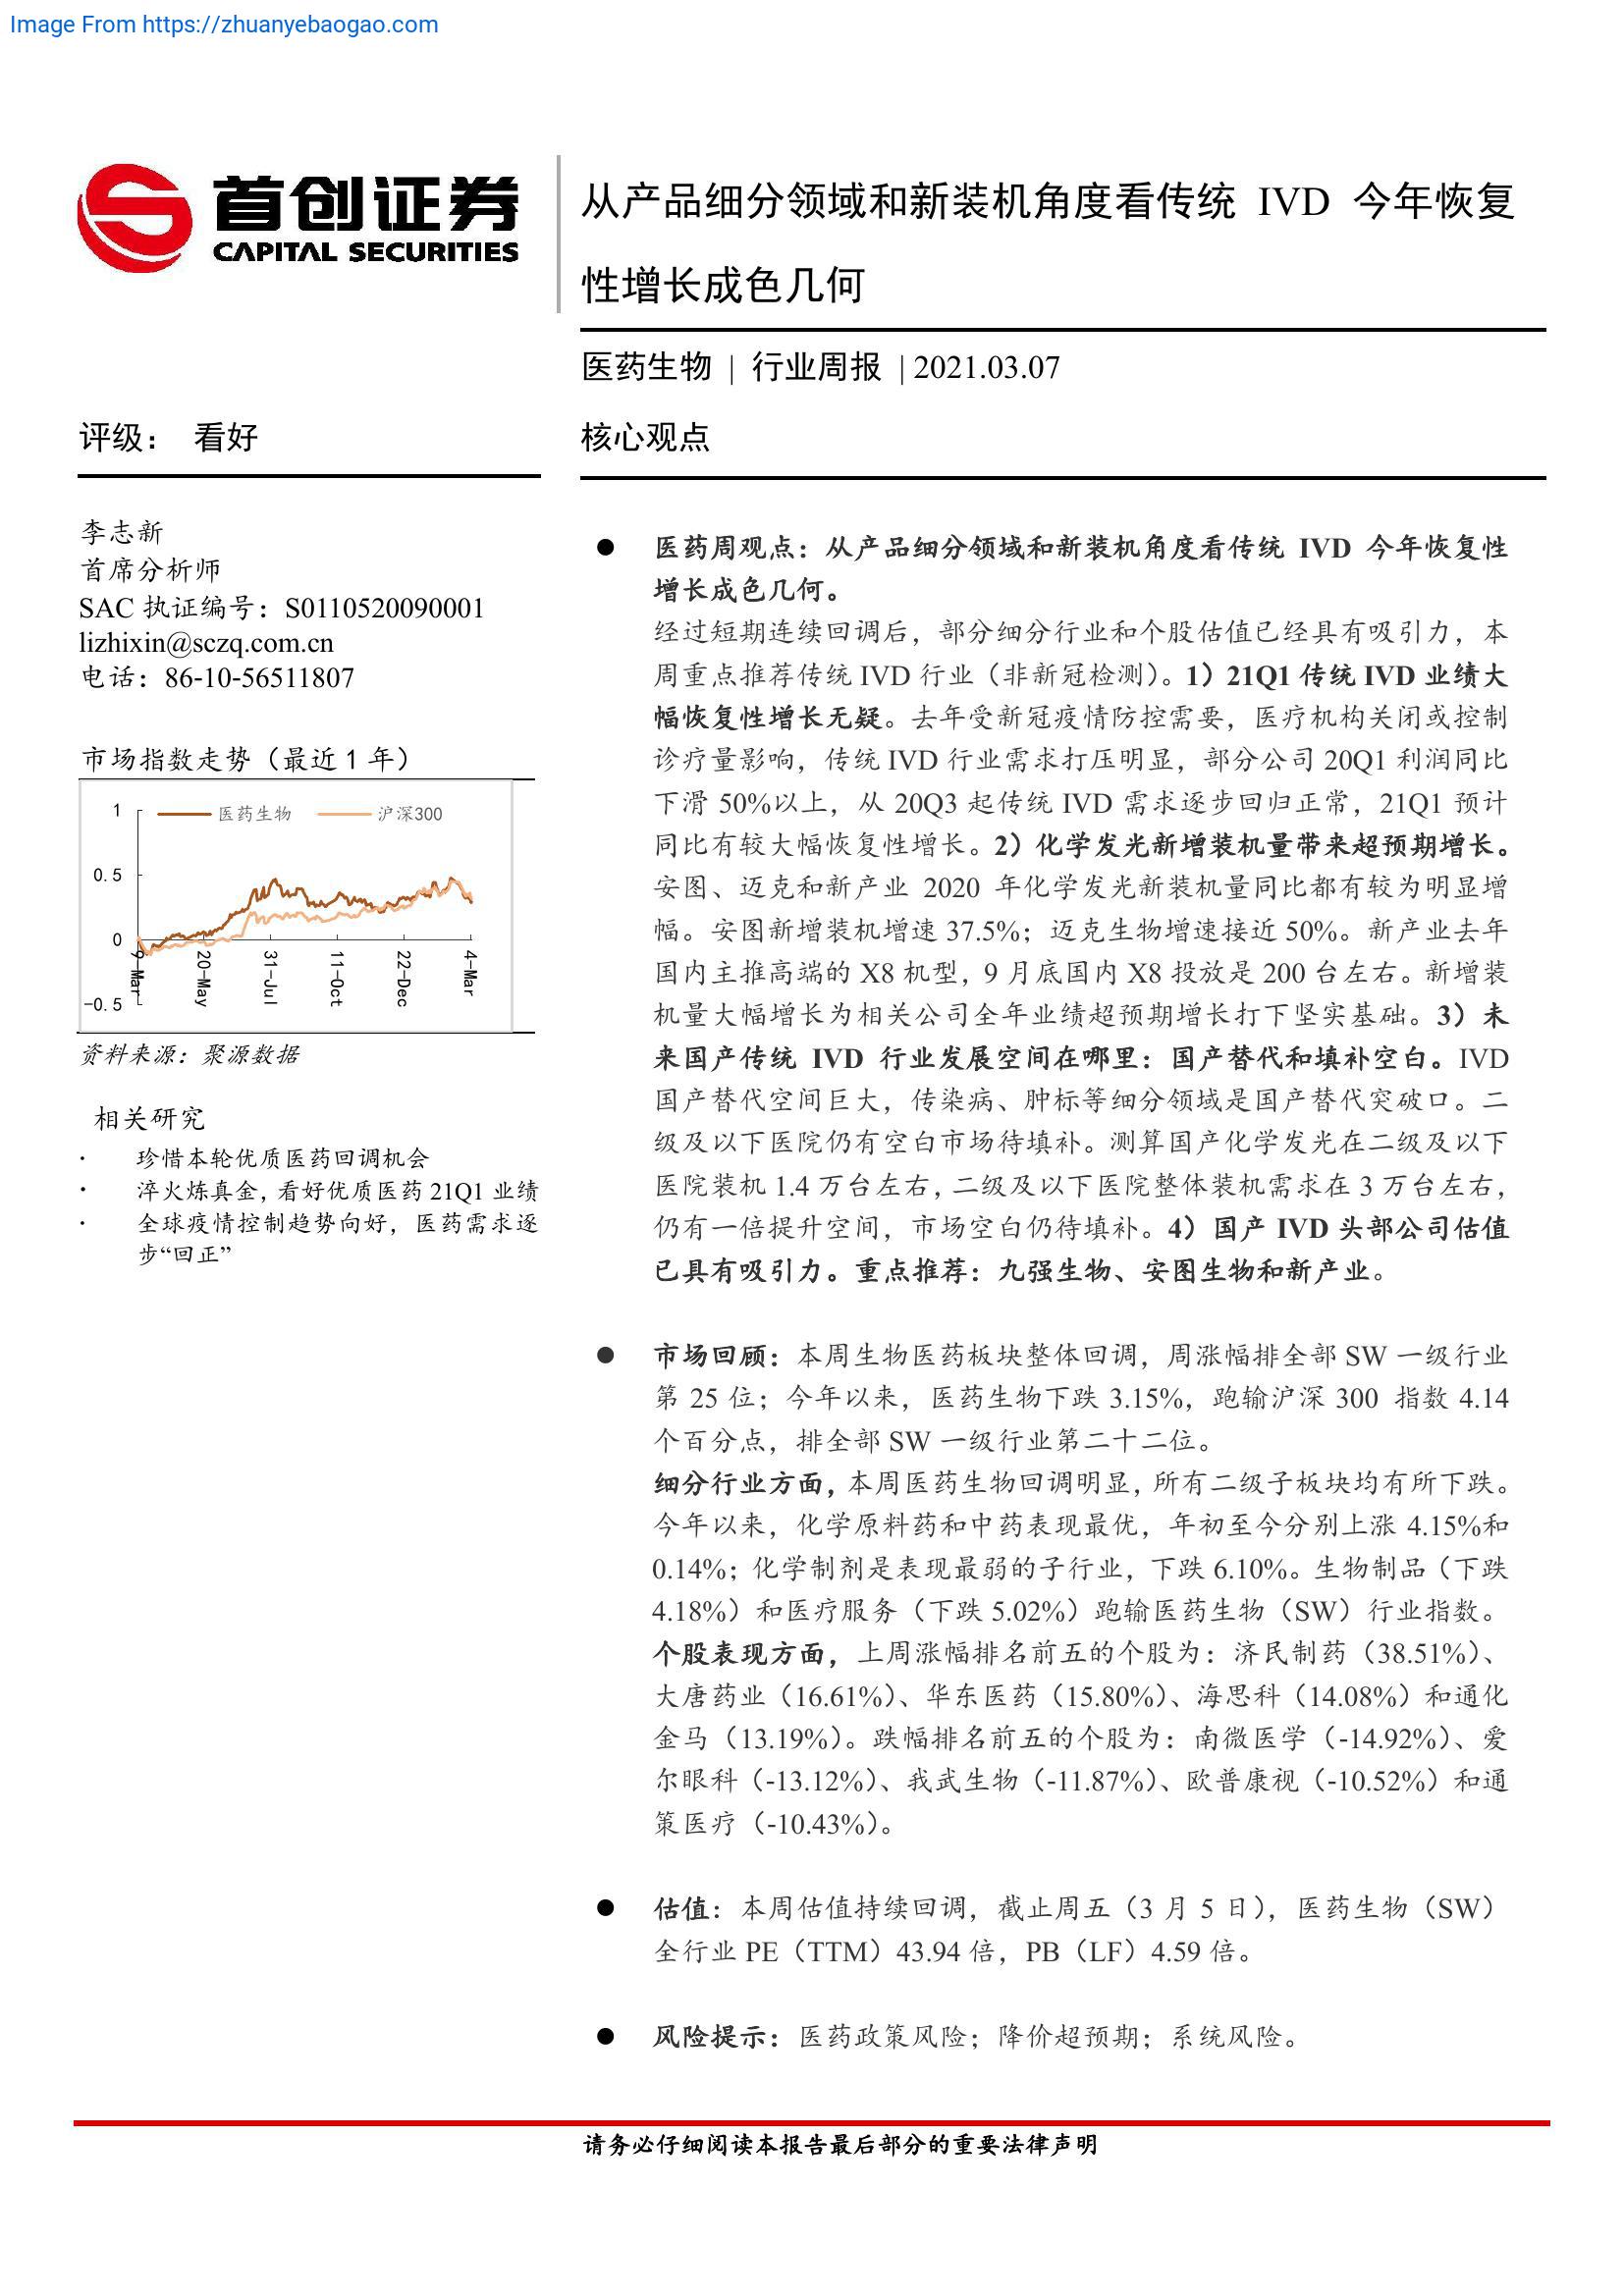 Image From https://zhuanyebaogao.com
首创证券
CAPITAL SECURITIES
从产品细分领域和新装机角度看传统 IVD 今年恢复
性增长成色几何
医药生物 | 行业周报 | 2021.03.07
评级： 看好
核心观点
李志新
首席分析师
SAC 执证编号：S0110520090001
lizhixin@sczq.com.cn
电话：86-10-56511807
市场指数走势（最近 1 年）
医药生物 沪深300
1
0.5
0
-0.5
9-Mar
20-May
31-Jul
11-Oct
22-Dec
4-Mar
资料来源：聚源数据
相关研究
· 珍惜本轮优质医药回调机会
· 淬火炼真金，看好优质医药 21Q1 业绩
· 全球疫情控制趋势向好，医药需求逐
步“回正”
● 医药周观点：从产品细分领域和新装机角度看传统 IVD 今年恢复性
增长成色几何。
经过短期连续回调后，部分细分行业和个股估值已经具有吸引力，本
周重点推荐传统 IVD 行业（非新冠检测）。1）21Q1 传统 IVD 业绩大
幅恢复性增长无疑。去年受新冠疫情防控需要，医疗机构关闭或控制
诊疗量影响，传统 IVD 行业需求打压明显，部分公司 20Q1 利润同比
下滑 50%以上，从 20Q3 起传统 IVD 需求逐步回归正常，21Q1 预计
同比有较大幅恢复性增长。2）化学发光新增装机量带来超预期增长。
安图、迈克和新产业 2020 年化学发光新装机量同比都有较为明显增
幅。安图新增装机增速 37.5%；迈克生物增速接近 50%。新产业去年
国内主推高端的 X8 机型，9 月底国内 X8 投放是 200 台左右。新增装
机量大幅增长为相关公司全年业绩超预期增长打下坚实基础。3）未
来国产传统 IVD 行业发展空间在哪里：国产替代和填补空白。IVD
国产替代空间巨大，传染病、肿标等细分领域是国产替代突破口。二
级及以下医院仍有空白市场待填补。测算国产化学发光在二级及以下
医院装机 1.4 万台左右，二级及以下医院整体装机需求在 3 万台左右，
仍有一倍提升空间，市场空白仍待填补。4）国产 IVD 头部公司估值
已具有吸引力。重点推荐：九强生物、安图生物和新产业。
● 市场回顾：本周生物医药板块整体回调，周涨幅排全部 SW 一级行业
第 25 位；今年以来，医药生物下跌 3.15%，跑输沪深 300 指数 4.14
个百分点，排全部 SW 一级行业第二十二位。
细分行业方面，本周医药生物回调明显，所有二级子板块均有所下跌。
今年以来，化学原料药和中药表现最优，年初至今分别上涨 4.15%和
0.14%；化学制剂是表现最弱的子行业，下跌 6.10%。生物制品（下跌
4.18%）和医疗服务（下跌 5.02%）跑输医药生物（SW）行业指数。
个股表现方面，上周涨幅排名前五的个股为：济民制药（38.51%）、
大唐药业（16.61%）、华东医药（15.80%）、海思科（14.08%）和通化
金马（13.19%）。跌幅排名前五的个股为：南微医学（-14.92%）、爱
尔眼科（-13.12%）、我武生物（-11.87%）、欧普康视（-10.52%）和通
策医疗（-10.43%）。
● 估值：本周估值持续回调，截止周五（3 月 5 日），医药生物（SW）
全行业 PE（TTM）43.94 倍，PB（LF）4.59 倍。
● 风险提示：医药政策风险；降价超预期；系统风险。
请务必仔细阅读本报告最后部分的重要法律声明